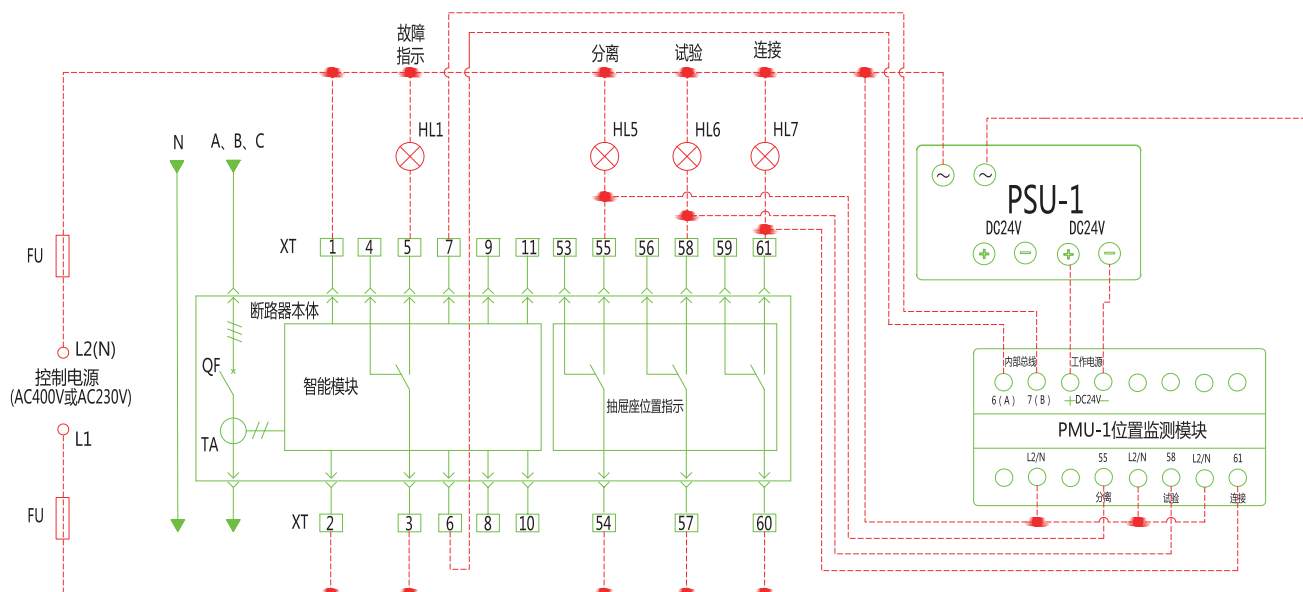 故障
指示
分离
试验
连接
N
A、B、C
HL1
HL5
HL6
HL7
PSU-1
DC24V
DC24V
FU
XT
1
4
5
7
9
11
53
55
56
58
59
61
断路器本体
L2(N)
控制电源
(AC400V或AC230V)
L1
QF
TA
智能模块
抽屉座位置指示
内部总线
工作电源
6(A)
7(B)
DC24V
PMU-1位置监测模块
L2/N
55
L2/N
58
L2/N
61
分离
试验
连接
FU
XT
2
3
6
8
10
54
57
60